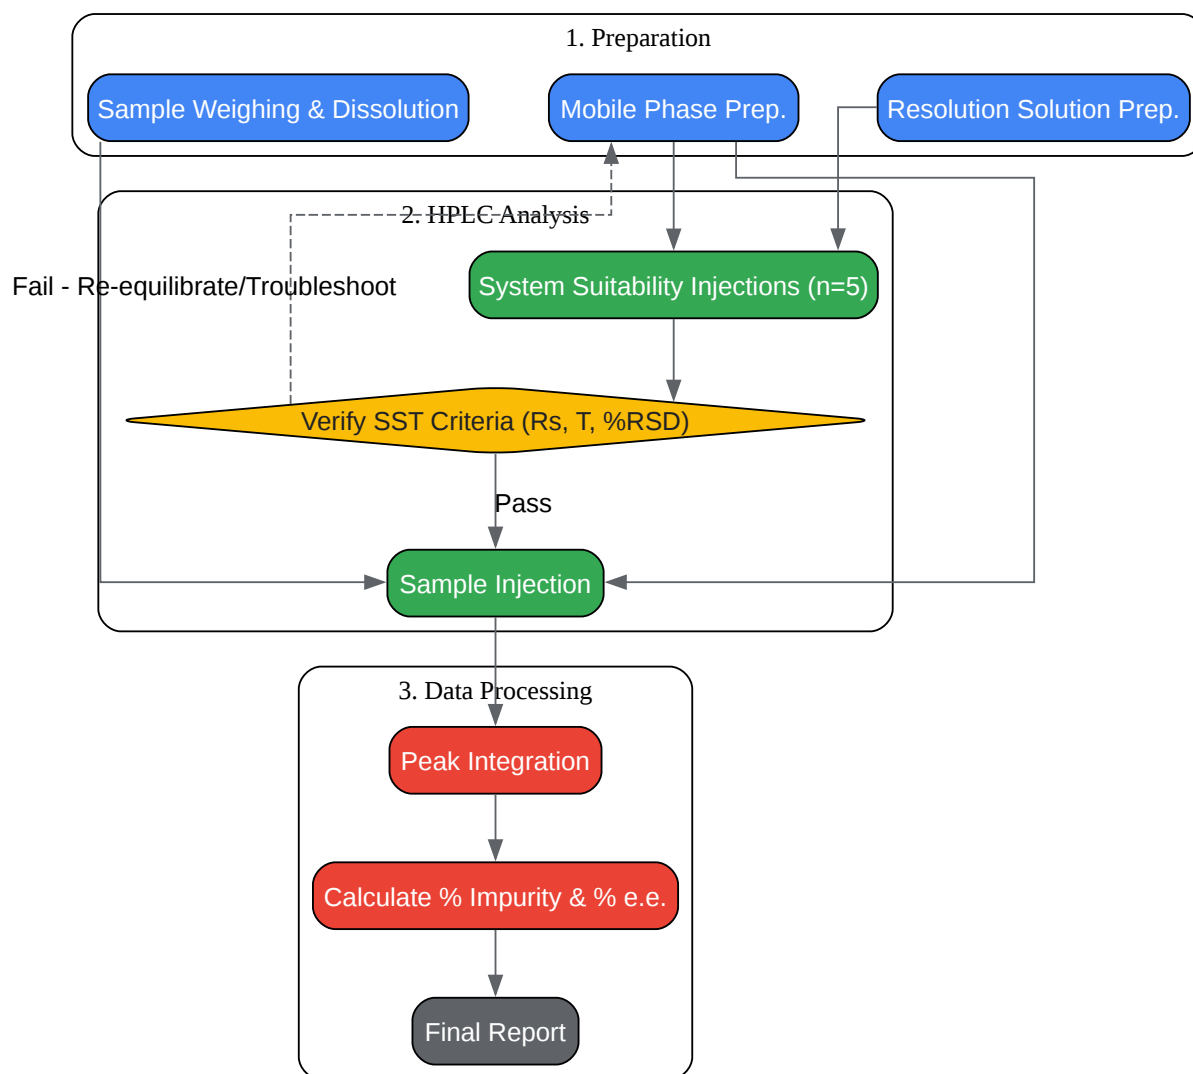 1. Preparation
Sample Weighing & Dissolution
Mobile Phase Prep.
Resolution Solution Prep.
2. HPLC Analysis
Fail - Re-equilibrate/Troubleshoot
System Suitability Injections (n=5)
Verify SST Criteria (Rs, T, %RSD)
Pass
Sample Injection
3. Data Processing
Peak Integration
Calculate % Impurity & % e.e.
Final Report